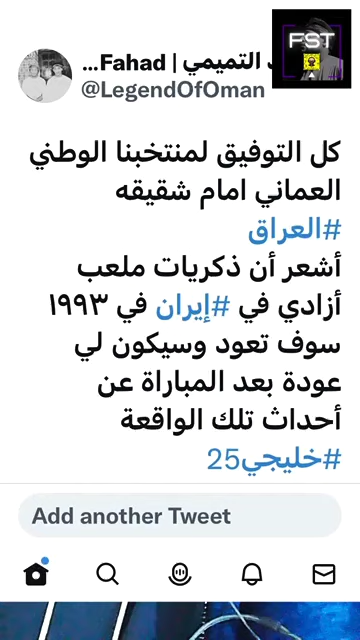 ...التميمي | Fahad
@LegendOfOman
FST
كل التوفيق لمنتخبنا الوطني
العماني امام شقيقه
#العراق
أشعر أن ذكريات ملعب
أزادي في #إيران في ١٩٩٣
سوف تعود وسيكون لي
عودة بعد المباراة عن
أحداث تلك الواقعة
#خليجي25
Add another Tweet